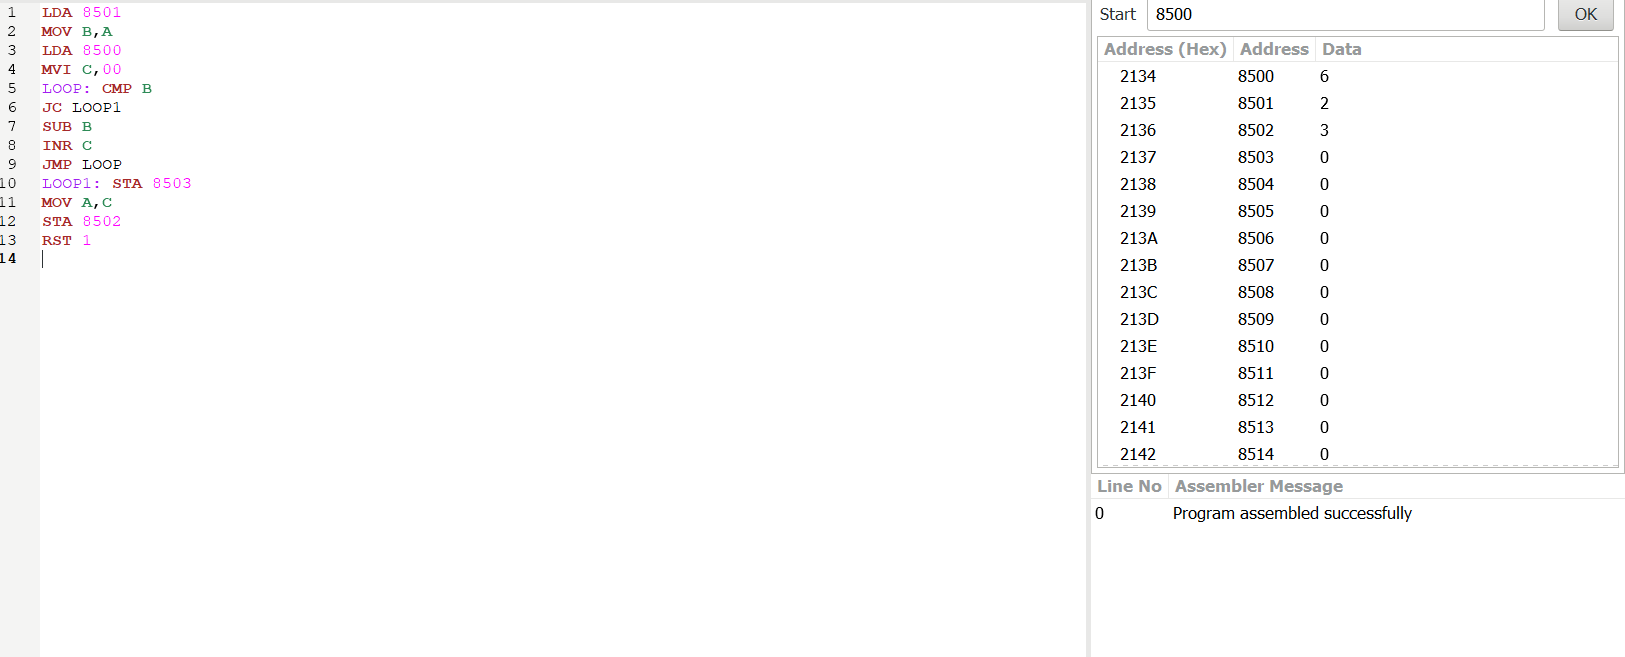 1 LDA 8501
2 MOV B,A
3 LDA 8500
4 MVI C,00
5 LOOP: CMP B
6 JC LOOP1
7 SUB B
8 INR C
9 JMP LOOP
10 LOOP1: STA 8503
11 MOV A,C
12 STA 8502
13 RST 1
14
Start 8500 OK
Address (Hex) Address Data
2134 8500 6
2135 8501 2
2136 8502 3
2137 8503 0
2138 8504 0
2139 8505 0
213A 8506 0
213B 8507 0
213C 8508 0
213D 8509 0
213E 8510 0
213F 8511 0
2140 8512 0
2141 8513 0
2142 8514 0
Line No Assembler Message
0 Program assembled successfully